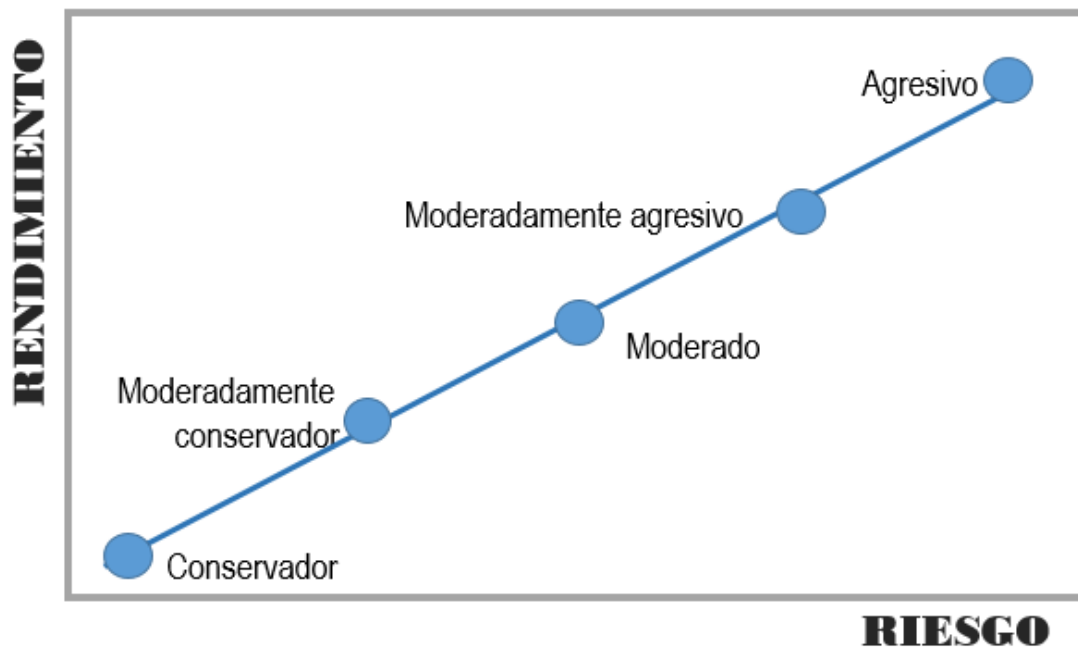 RENDIMIENTO
Agresivo
Moderadamente agresivo
Moderado
Moderadamente
conservador
Conservador
RIESGO